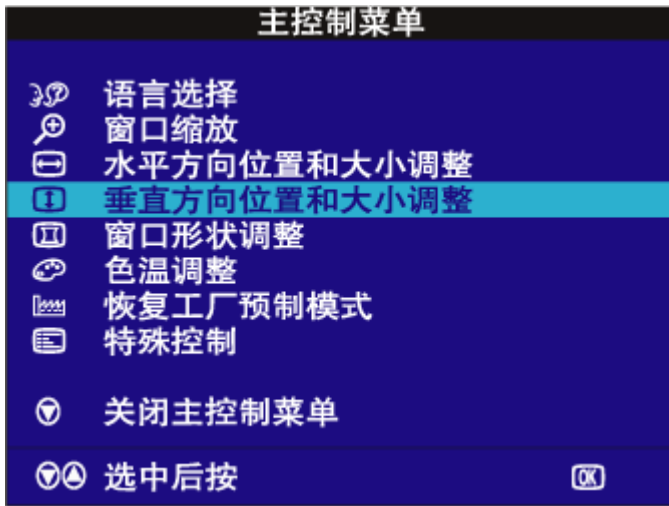 主控制菜单
语言选择
窗口缩放
水平方向位置和大小调整
垂直方向位置和大小调整
窗口形状调整
色温调整
恢复工厂预制模式
特殊控制
关闭主控制菜单
选中后按 OK